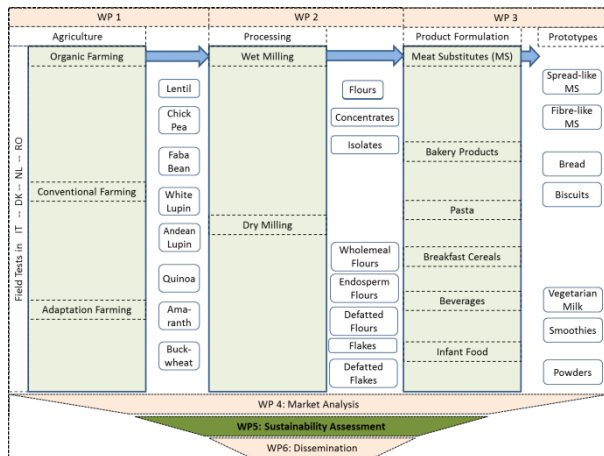 WP 1
WP 2
WP 3
Agriculture
Processing
Product Formulation
Prototypes
Field Tests in IT -- DK -- NL -- RO
Organic Farming
Conventional Farming
Adaptation Farming
Lentil
Chick
Pea
Faba
Bean
White
Lupin
Andean
Lupin
Quinoa
Ama-
ranth
Buck-
wheat
Wet Milling
Dry Milling
Flours
Concentrates
Isolates
Wholemeal
Flours
Endosperm
Flours
Defatted
Flours
Flakes
Defatted
Flakes
Meat Substitutes (MS)
Bakery Products
Pasta
Breakfast Cereals
Beverages
Infant Food
Spread-like
MS
Fibre-like
MS
Bread
Biscuits
Vegetarian
Milk
Smoothies
Powders
WP 4: Market Analysis
WP5: Sustainability Assessment
WP6: Dissemination